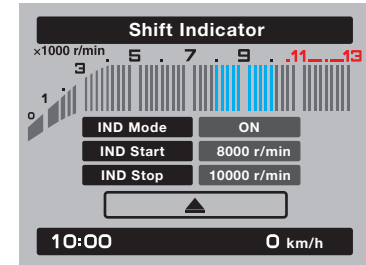 Shift Indicator
×1000 r/min
0 1 . 3 . 5 . 7 . 9 . 11 . 13
IND Mode ON
IND Start 8000 r/min
IND Stop 10000 r/min
10:00 0 km/h